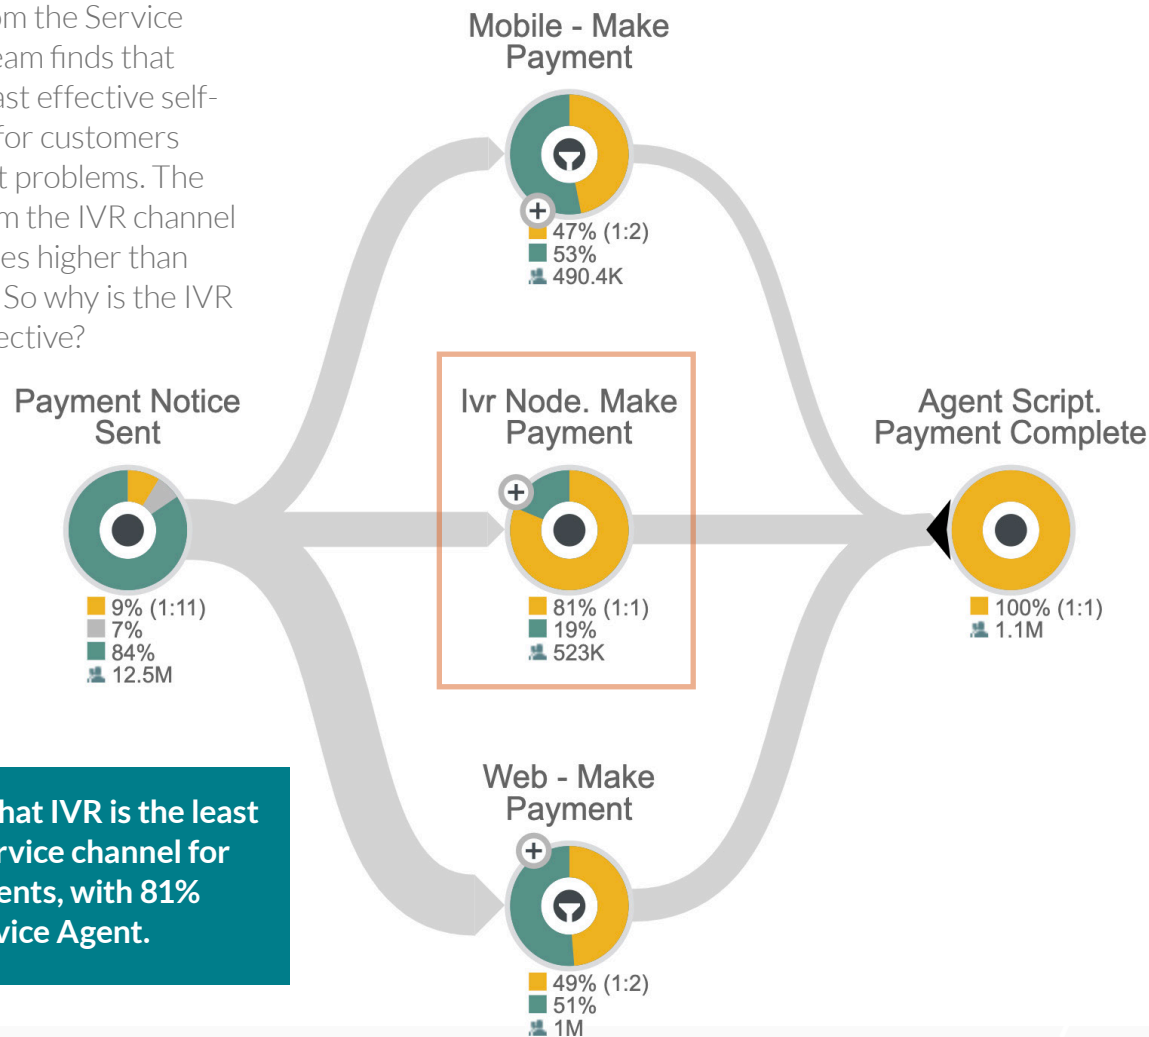 om the Service
eam finds that
ast effective self-
for customers
t problems. The
m the IVR channel
es higher than
So why is the IVR
ective?
Mobile - Make
Payment
47% (1:2)
53%
490.4K
Payment Notice
Sent
9% (1:11)
7%
84%
12.5M
Ivr Node. Make
Payment
81% (1:1)
19%
523K
Agent Script.
Payment Complete
100% (1:1)
1.1M
hat IVR is the least
rvice channel for
ents, with 81%
vice Agent.
Web - Make
Payment
49% (1:2)
51%
1M